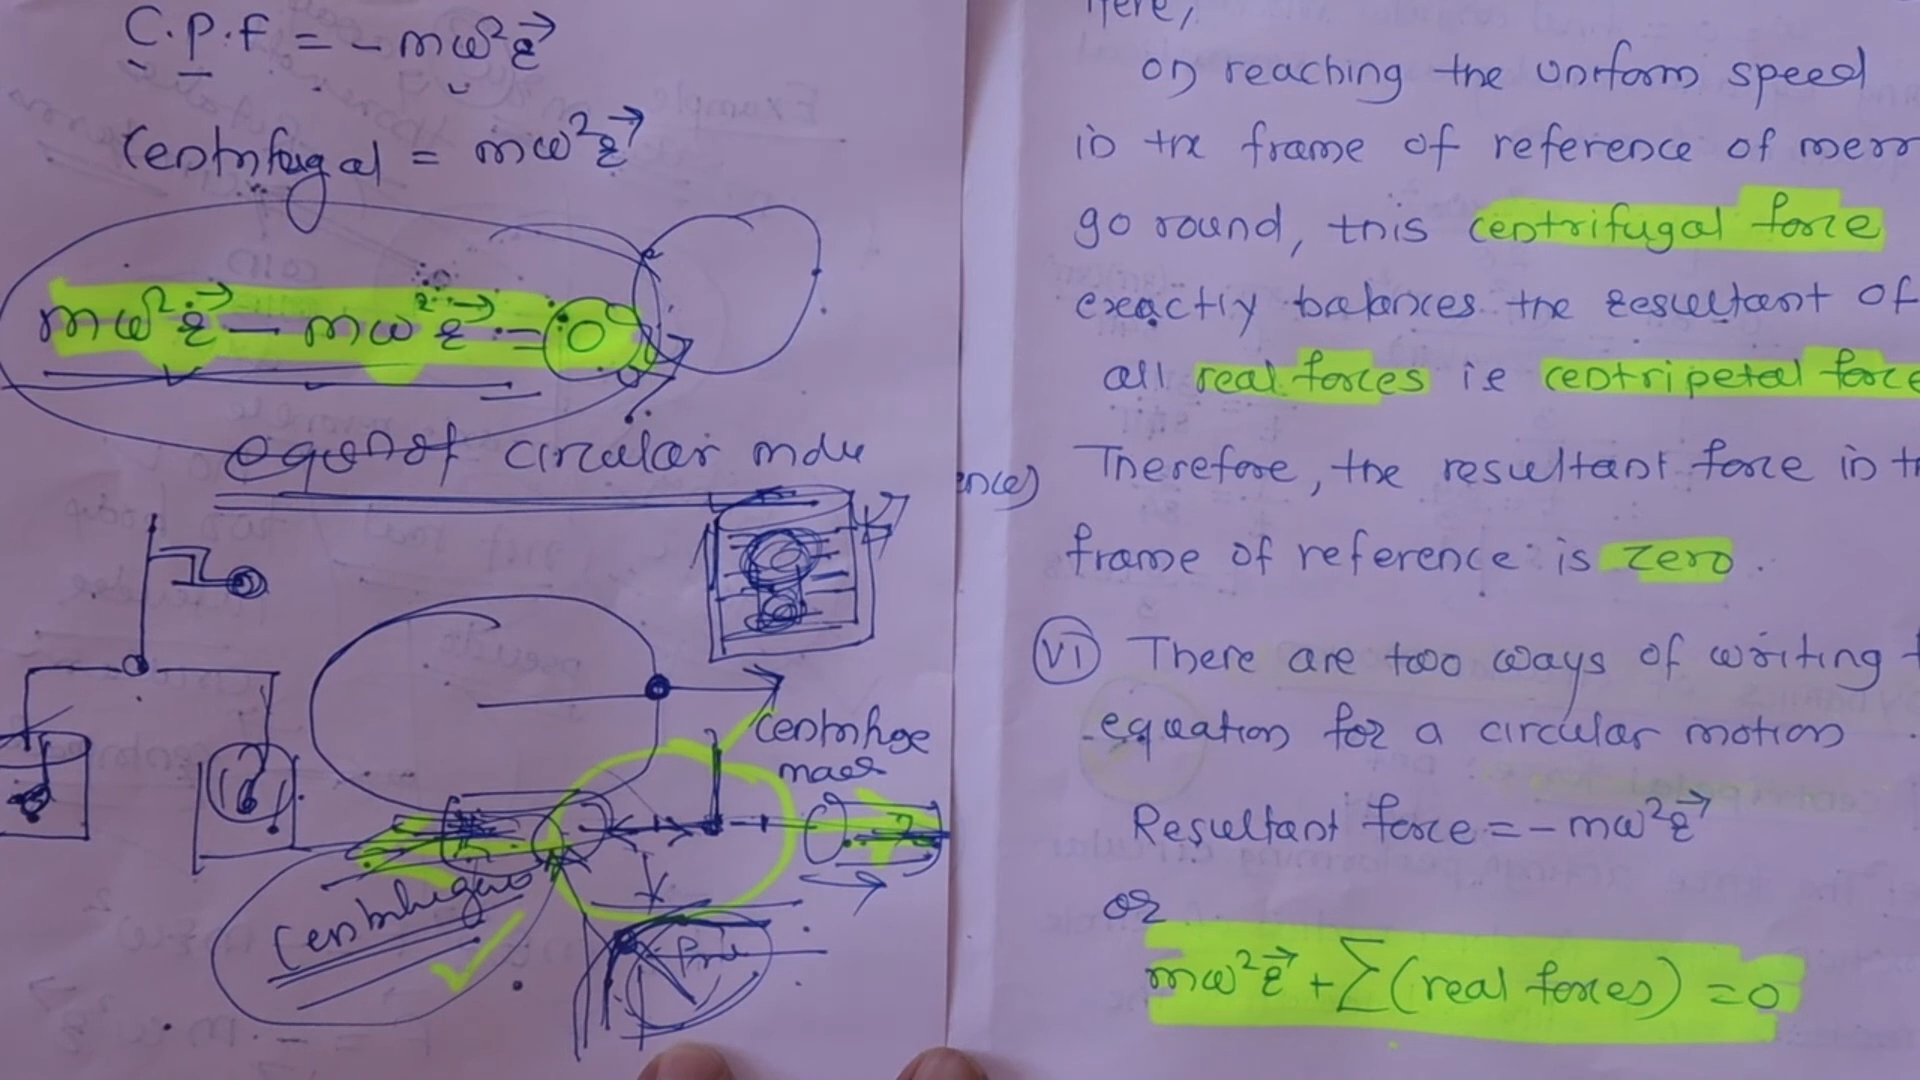 C.P.f = - mω²r⃗
Centrifugal = mω²r⃗
mω²r⃗ - mω²r⃗ = 0
eqn of circular
Centrifuge
Centrifuge
Here,
on reaching the uniform speed
in the frame of reference of merr
go round, this centrifugal force
exactly balances the resultant of
all real forces ie centripetal force
Therefore, the resultant force in th
frame of reference is zero.
(VI) There are two ways of writing t
equation for a circular motion
Resultant force = - mω²r⃗
or
mω²r⃗ + Σ (real forces) = 0